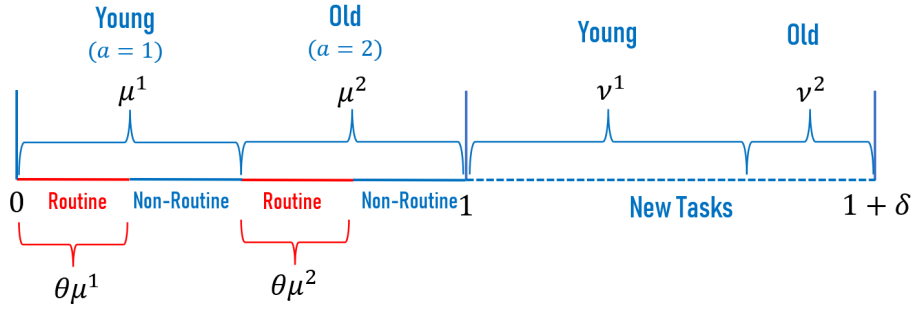 Young Old Young Old
(a = 1) (a = 2)
μ¹ μ² ν¹ ν²
0 Routine Non-Routine Routine Non-Routine 1 New Tasks 1 + δ
θμ¹ θμ²